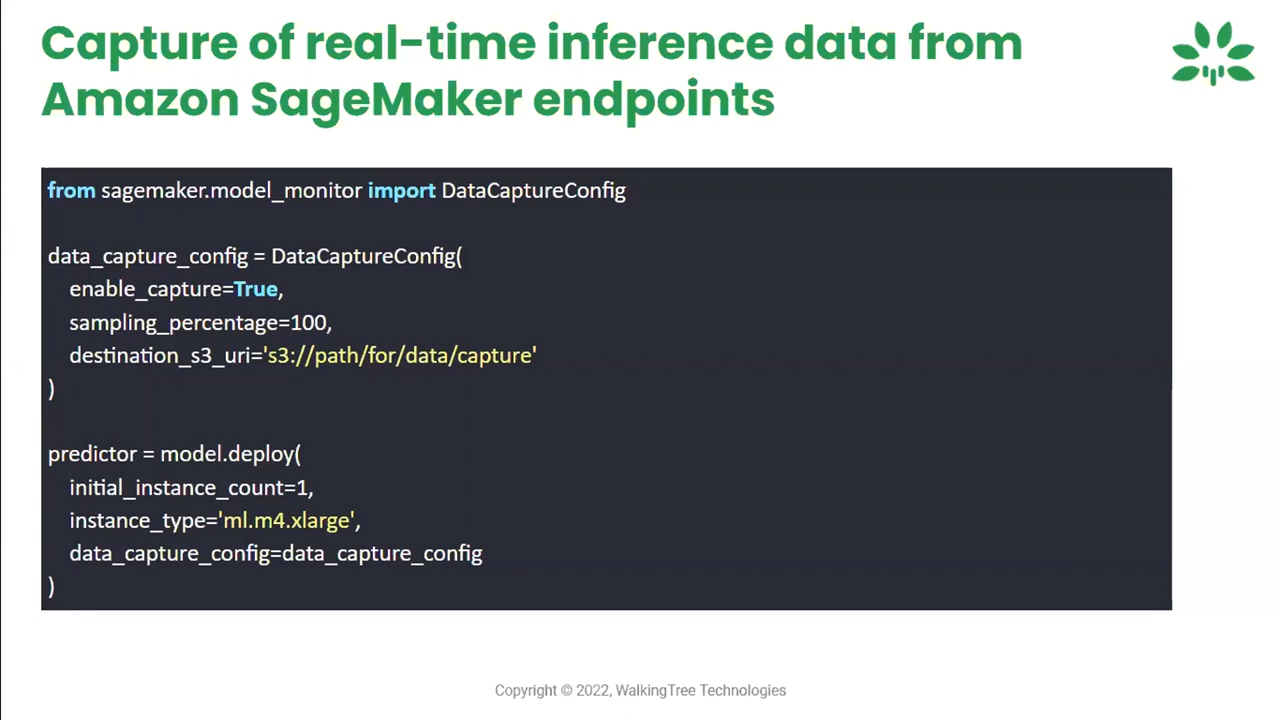 Capture of real-time inference data from
Amazon SageMaker endpoints
from sagemaker.model_monitor import DataCaptureConfig
data_capture_config = DataCaptureConfig(
enable_capture=True,
sampling_percentage=100,
destination_s3_uri='s3://path/for/data/capture'
)
predictor = model.deploy(
initial_instance_count=1,
instance_type='ml.m4.xlarge',
data_capture_config=data_capture_config
)
Copyright © 2022, WalkingTree Technologies